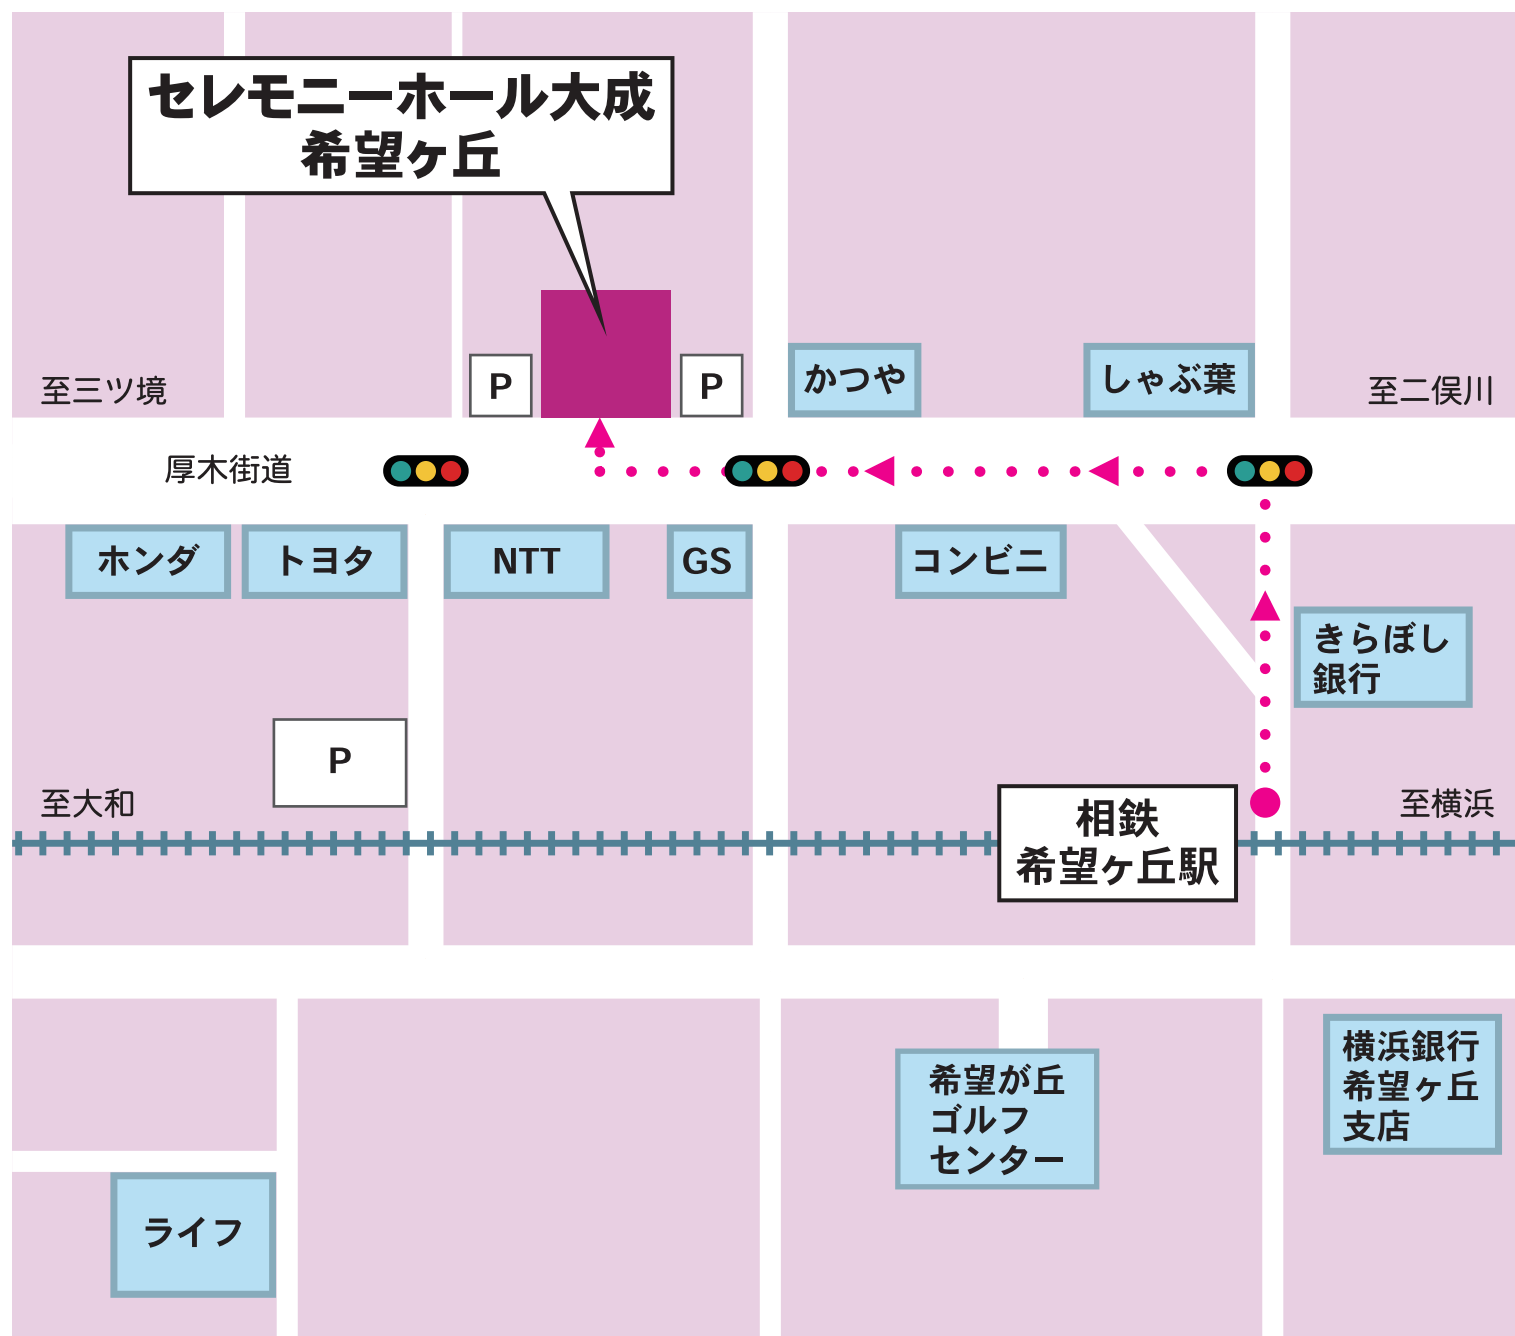 セレモニーホール大成
希望ヶ丘
P
P
かつや
しゃぶ葉
至三ツ境
至二俣川
厚木街道
ホンダ
トヨタ
NTT
GS
コンビニ
きらぼし
銀行
P
至大和
相鉄
希望ヶ丘駅
至横浜
横浜銀行
希望ヶ丘
支店
希望が丘
ゴルフ
センター
ライフ